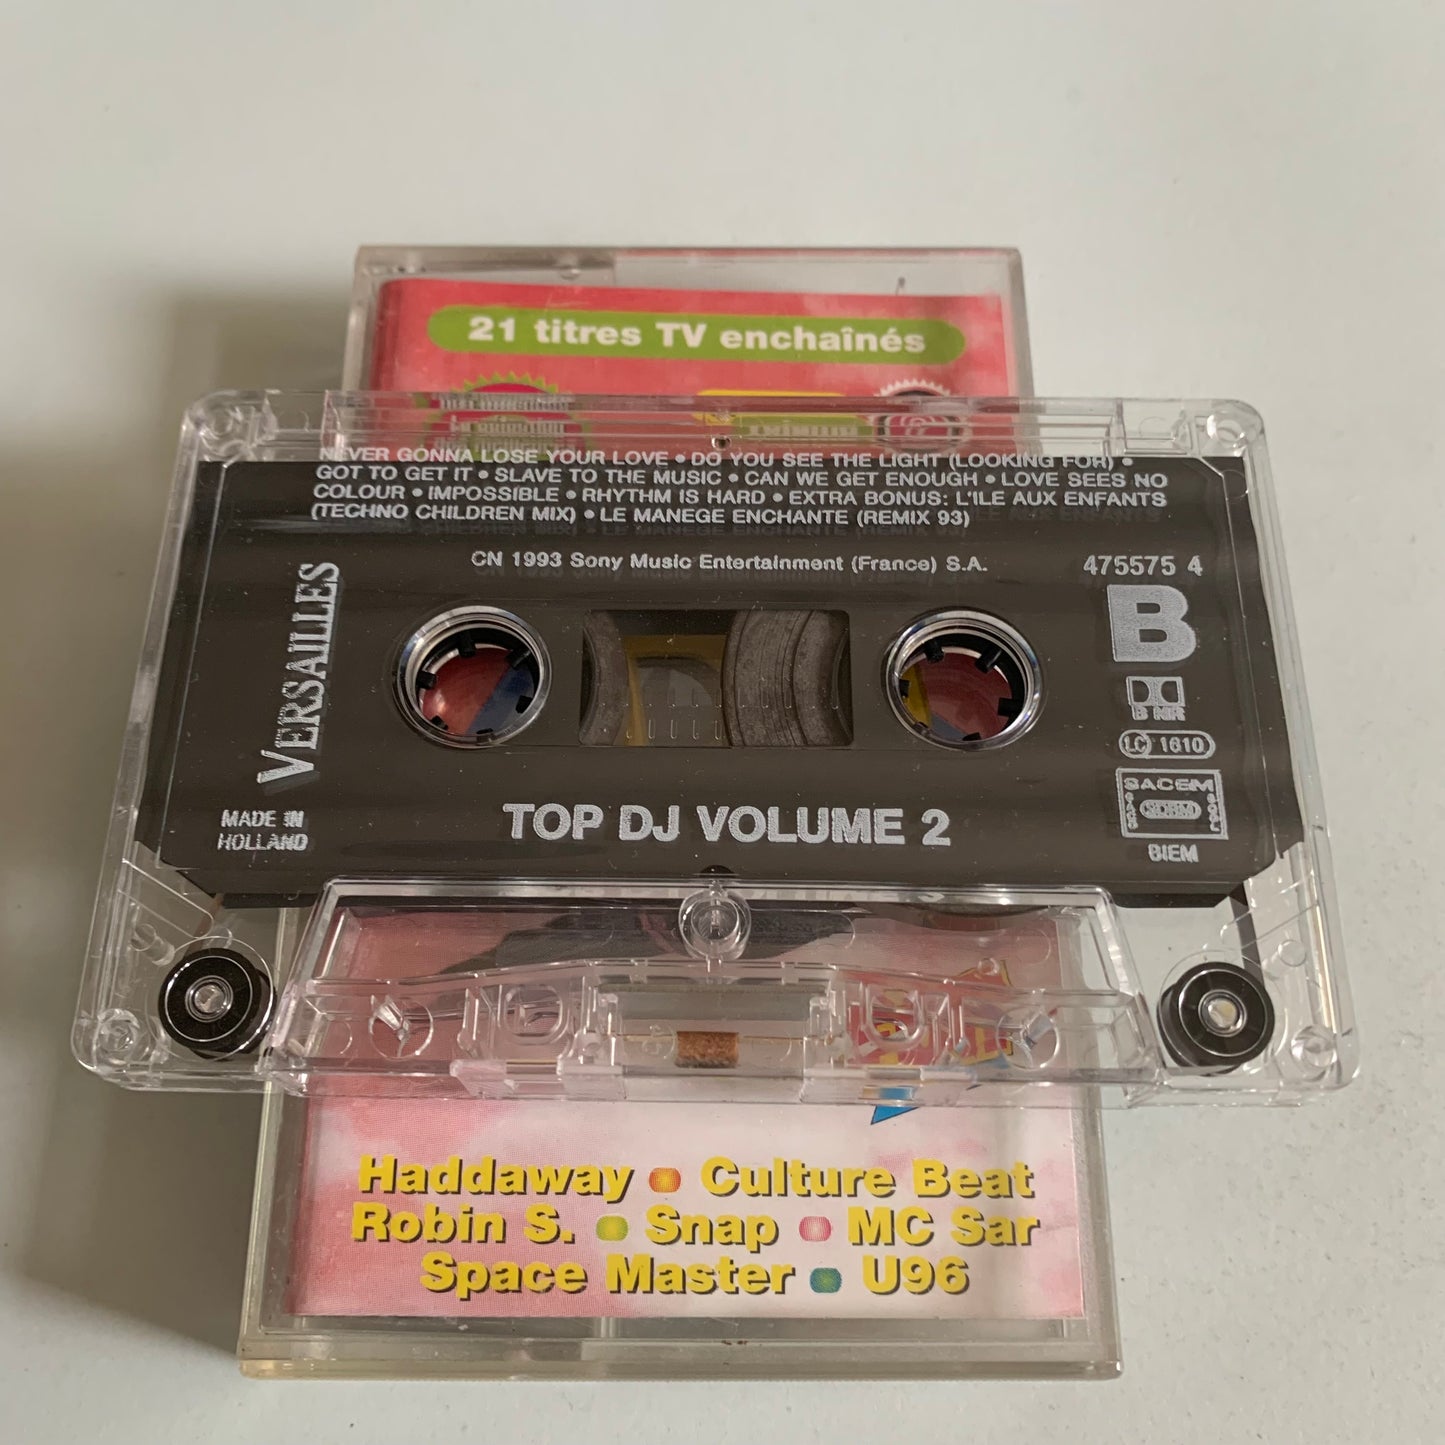 21 titres TV enchaînés
NEVER GONNA LOSE YOUR LOVE • DO YOU SEE THE LIGHT (LOOKING FOR) •
GOT TO GET IT • SLAVE TO THE MUSIC • CAN WE GET ENOUGH • LOVE SEES NO
COLOUR • IMPOSSIBLE • RHYTHM IS HARD • EXTRA BONUS: L'ILE AUX ENFANTS
(TECHNO CHILDREN MIX) • LE MANEGE ENCHANTE (REMIX 93)
CN 1993 Sony Music Entertainment (France) S.A.
475575 4
VERSAILLES
B
B NR
LC 1610
SACEM
SDRM
SACD
SGDL
BIEM
MADE IN
HOLLAND
TOP DJ VOLUME 2
Haddaway • Culture Beat
Robin S. • Snap • MC Sar
Space Master • U96